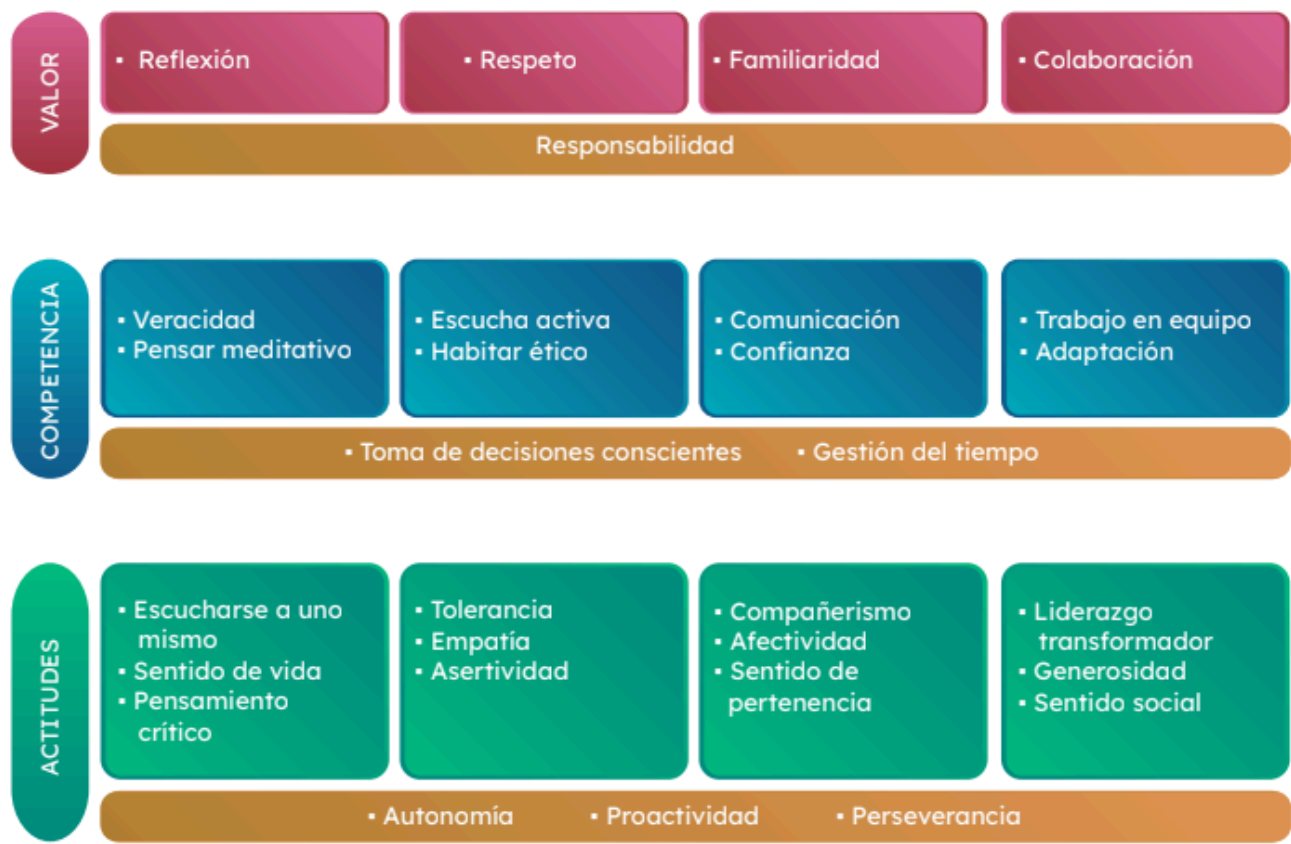 VALOR
▪ Reflexión
▪ Respeto
▪ Familiaridad
▪ Colaboración
Responsabilidad
COMPETENCIA
▪ Veracidad
▪ Pensar meditativo
▪ Escucha activa
▪ Habitar ético
▪ Comunicación
▪ Confianza
▪ Trabajo en equipo
▪ Adaptación
▪ Toma de decisiones conscientes ▪ Gestión del tiempo
ACTITUDES
▪ Escucharse a uno
mismo
▪ Sentido de vida
▪ Pensamiento
crítico
▪ Tolerancia
▪ Empatía
▪ Asertividad
▪ Compañerismo
▪ Afectividad
▪ Sentido de
pertenencia
▪ Liderazgo
transformador
▪ Generosidad
▪ Sentido social
▪ Autonomía ▪ Proactividad ▪ Perseverancia